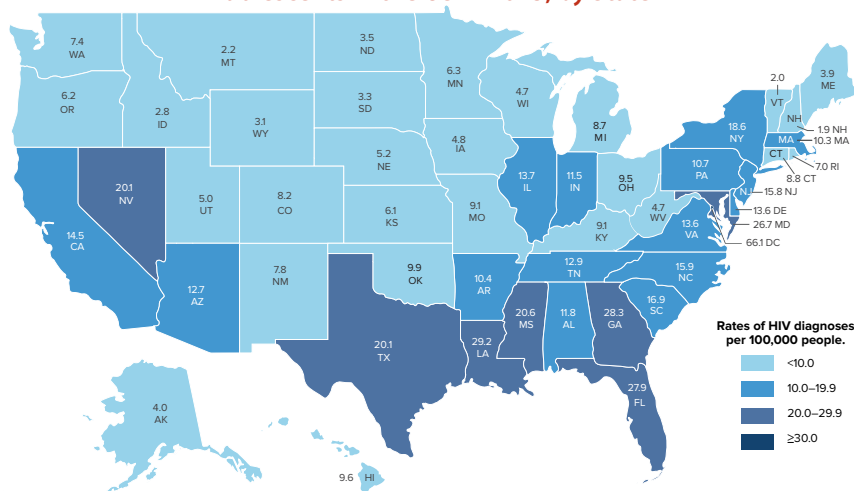 7.4
WA
2.2
MT
3.5
ND
6.3
MN
4.7
WI
8.7
MI
2.0
VT
3.9
ME
NH
1.9 NH
18.6
NY
MA
10.3 MA
CT
7.0 RI
8.8 CT
6.2
OR
2.8
ID
3.1
WY
3.3
SD
4.8
IA
5.2
NE
20.1
NV
5.0
UT
8.2
CO
6.1
KS
9.1
MO
13.7
IL
11.5
IN
9.5
OH
10.7
PA
NJ
15.8 NJ
13.6 DE
26.7 MD
66.1 DC
4.7
WV
13.6
VA
9.1
KY
14.5
CA
12.7
AZ
7.8
NM
9.9
OK
10.4
AR
12.9
TN
15.9
NC
16.9
SC
20.1
TX
29.2
LA
20.6
MS
11.8
AL
28.3
GA
27.9
FL
4.0
AK
9.6
HI
Rates of HIV diagnoses
per 100,000 people.
<10.0
10.0–19.9
20.0–29.9
≥30.0